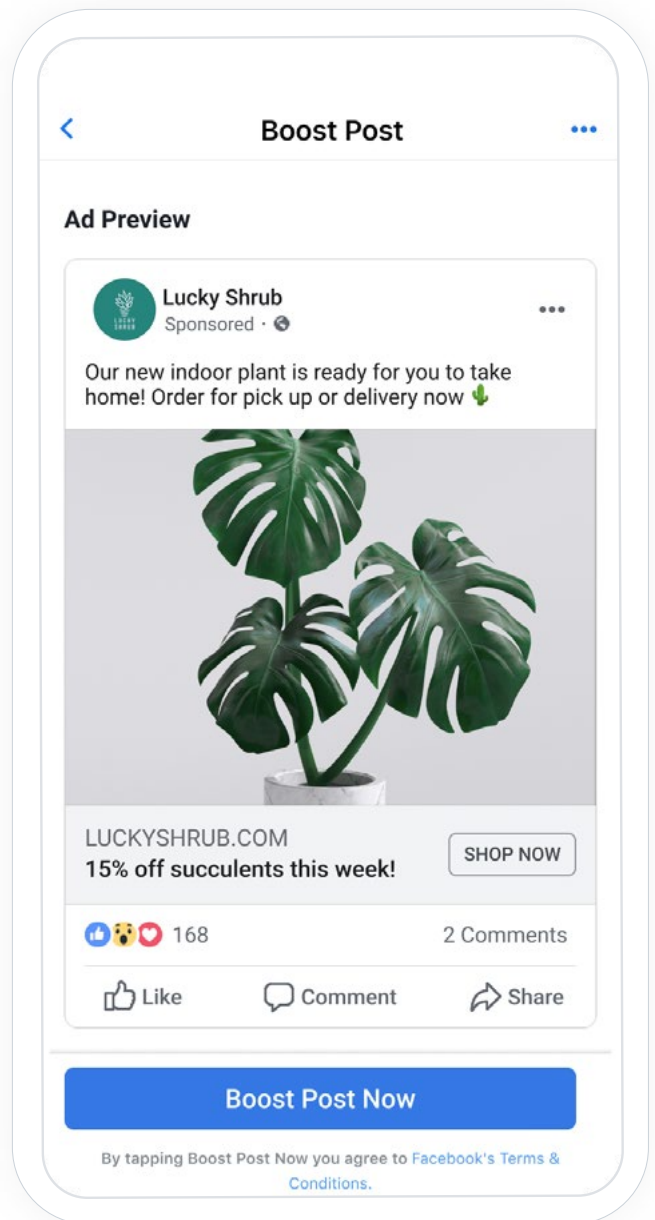 Boost Post
Ad Preview
LUCKY
SHRUB
Lucky Shrub
Sponsored ·
Our new indoor plant is ready for you to take
home! Order for pick up or delivery now 🌵
LUCKYSHRUB.COM
15% off succulents this week!
SHOP NOW
168
2 Comments
Like
Comment
Share
Boost Post Now
By tapping Boost Post Now you agree to Facebook's Terms &
Conditions.